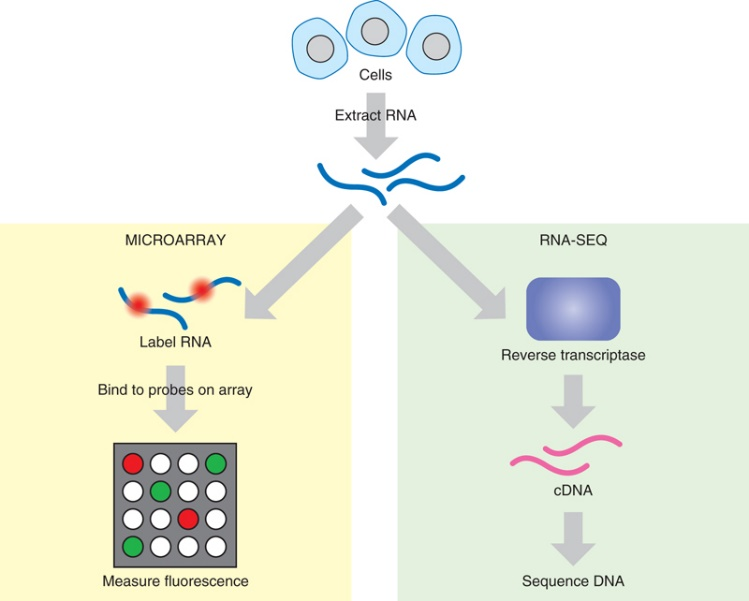 Cells
Extract RNA
MICROARRAY
Label RNA
Bind to probes on array
Measure fluorescence
RNA-SEQ
Reverse transcriptase
cDNA
Sequence DNA